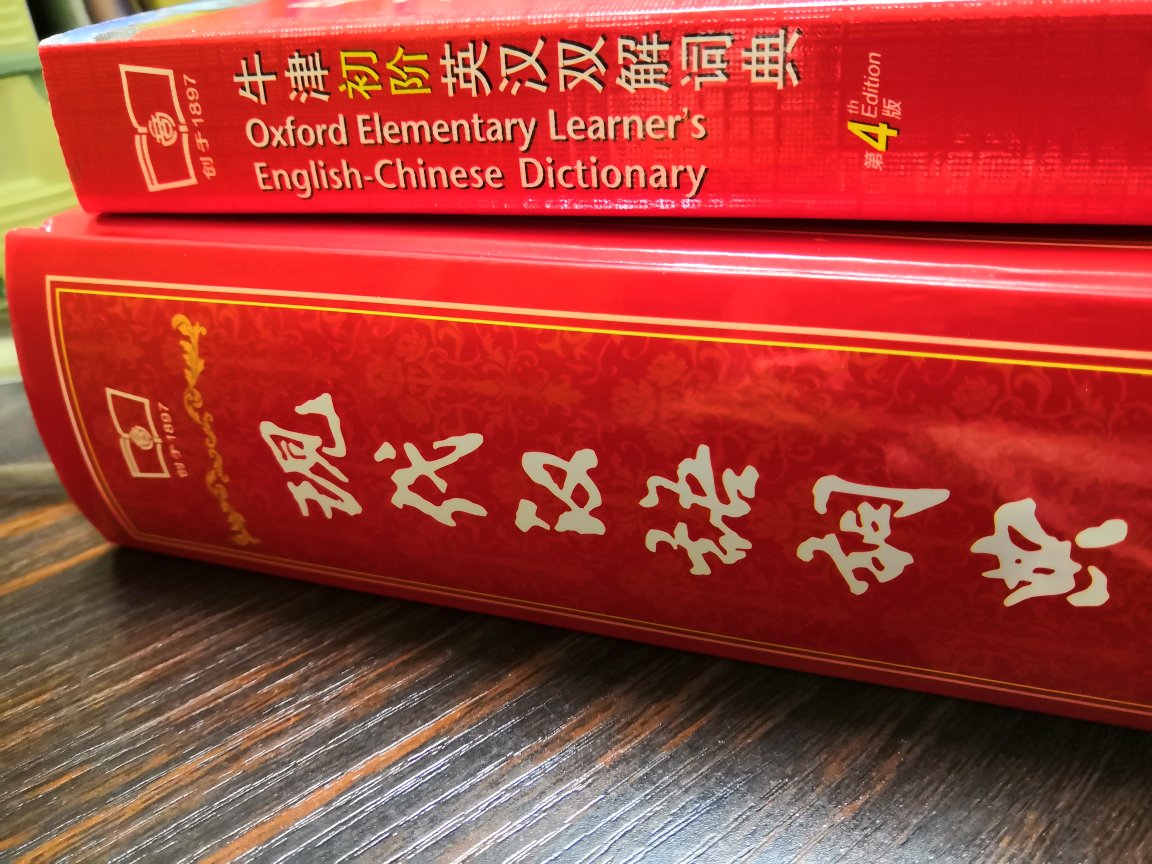 创于1897
牛津初阶英汉双解词典
Oxford Elementary Learner's
English-Chinese Dictionary
第4版
4th Edition
创于1897
现代汉语词典